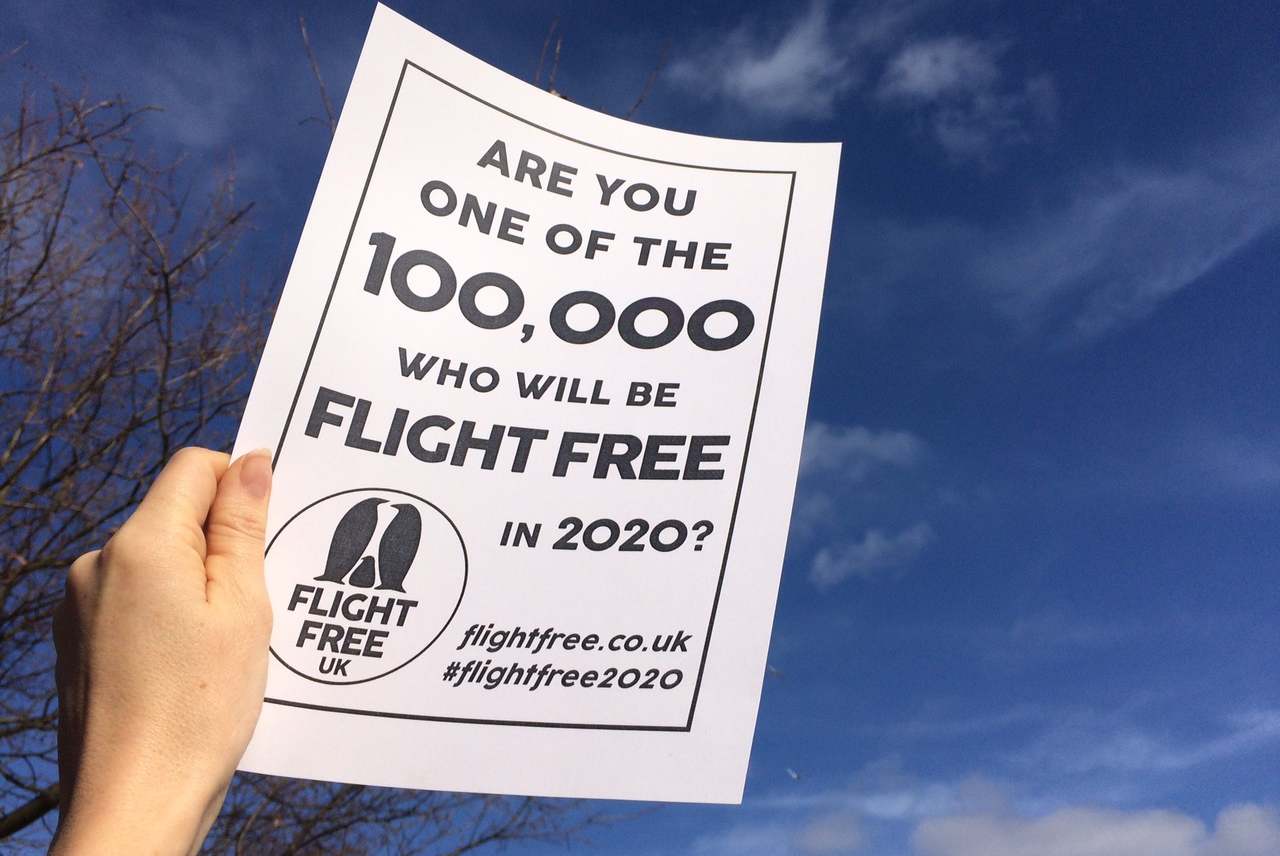 ARE YOU
ONE OF THE
100,000
WHO WILL BE
FLIGHT FREE
IN 2020?
FLIGHT
FREE
UK
flightfree.co.uk
#flightfree2020